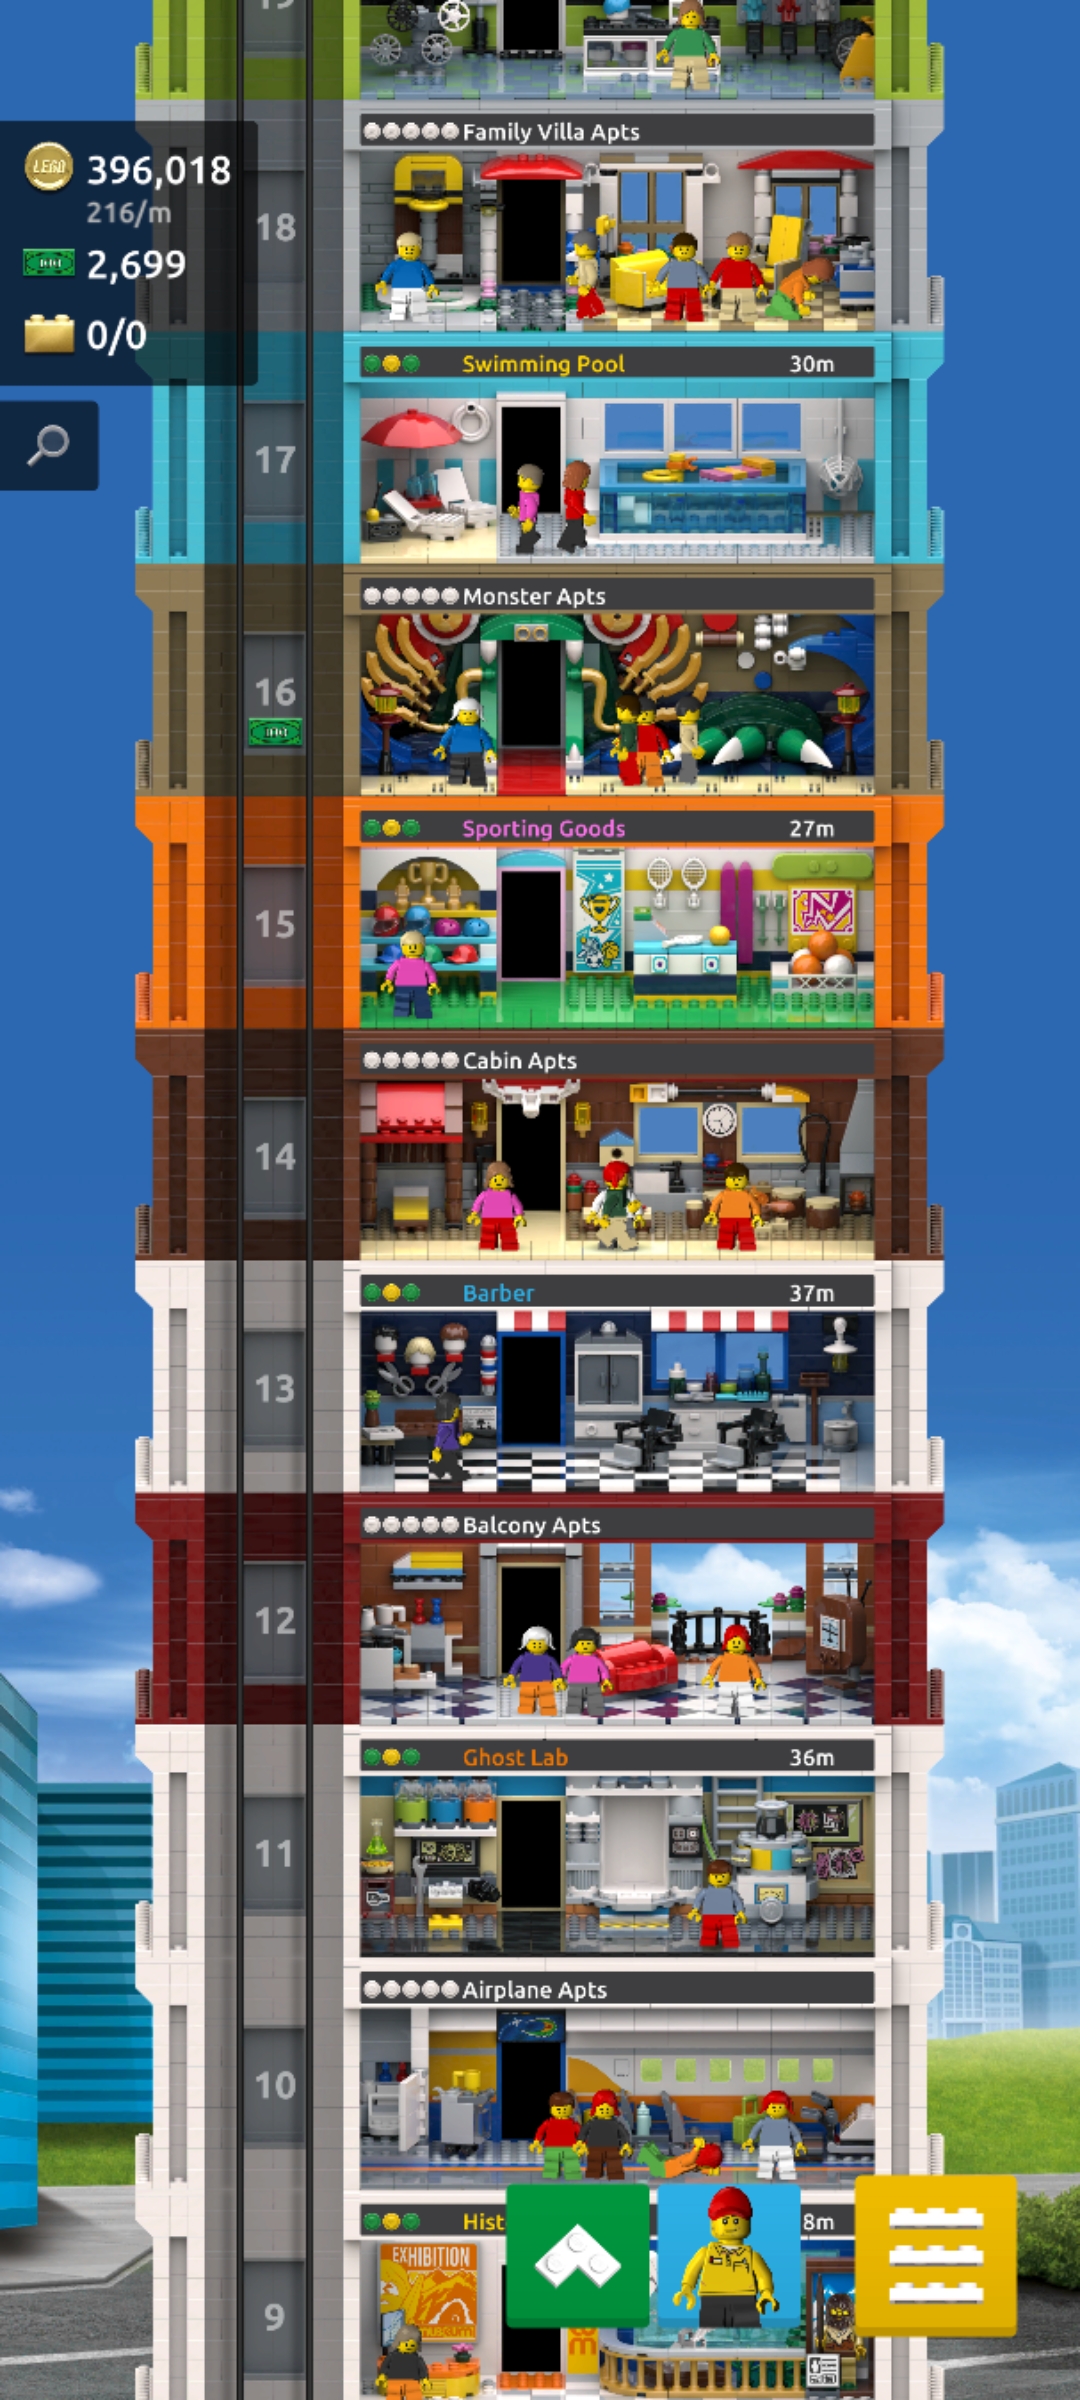 19
Family Villa Apts
LEGO 396,018
216/m
18
2,699
0/0
Swimming Pool 30m
17
Monster Apts
16
Sporting Goods 27m
15
Cabin Apts
14
Barber 37m
13
Balcony Apts
12
Ghost Lab 36m
11
Airplane Apts
10
Hist 8m
EXHIBITION
MUSEUM
9